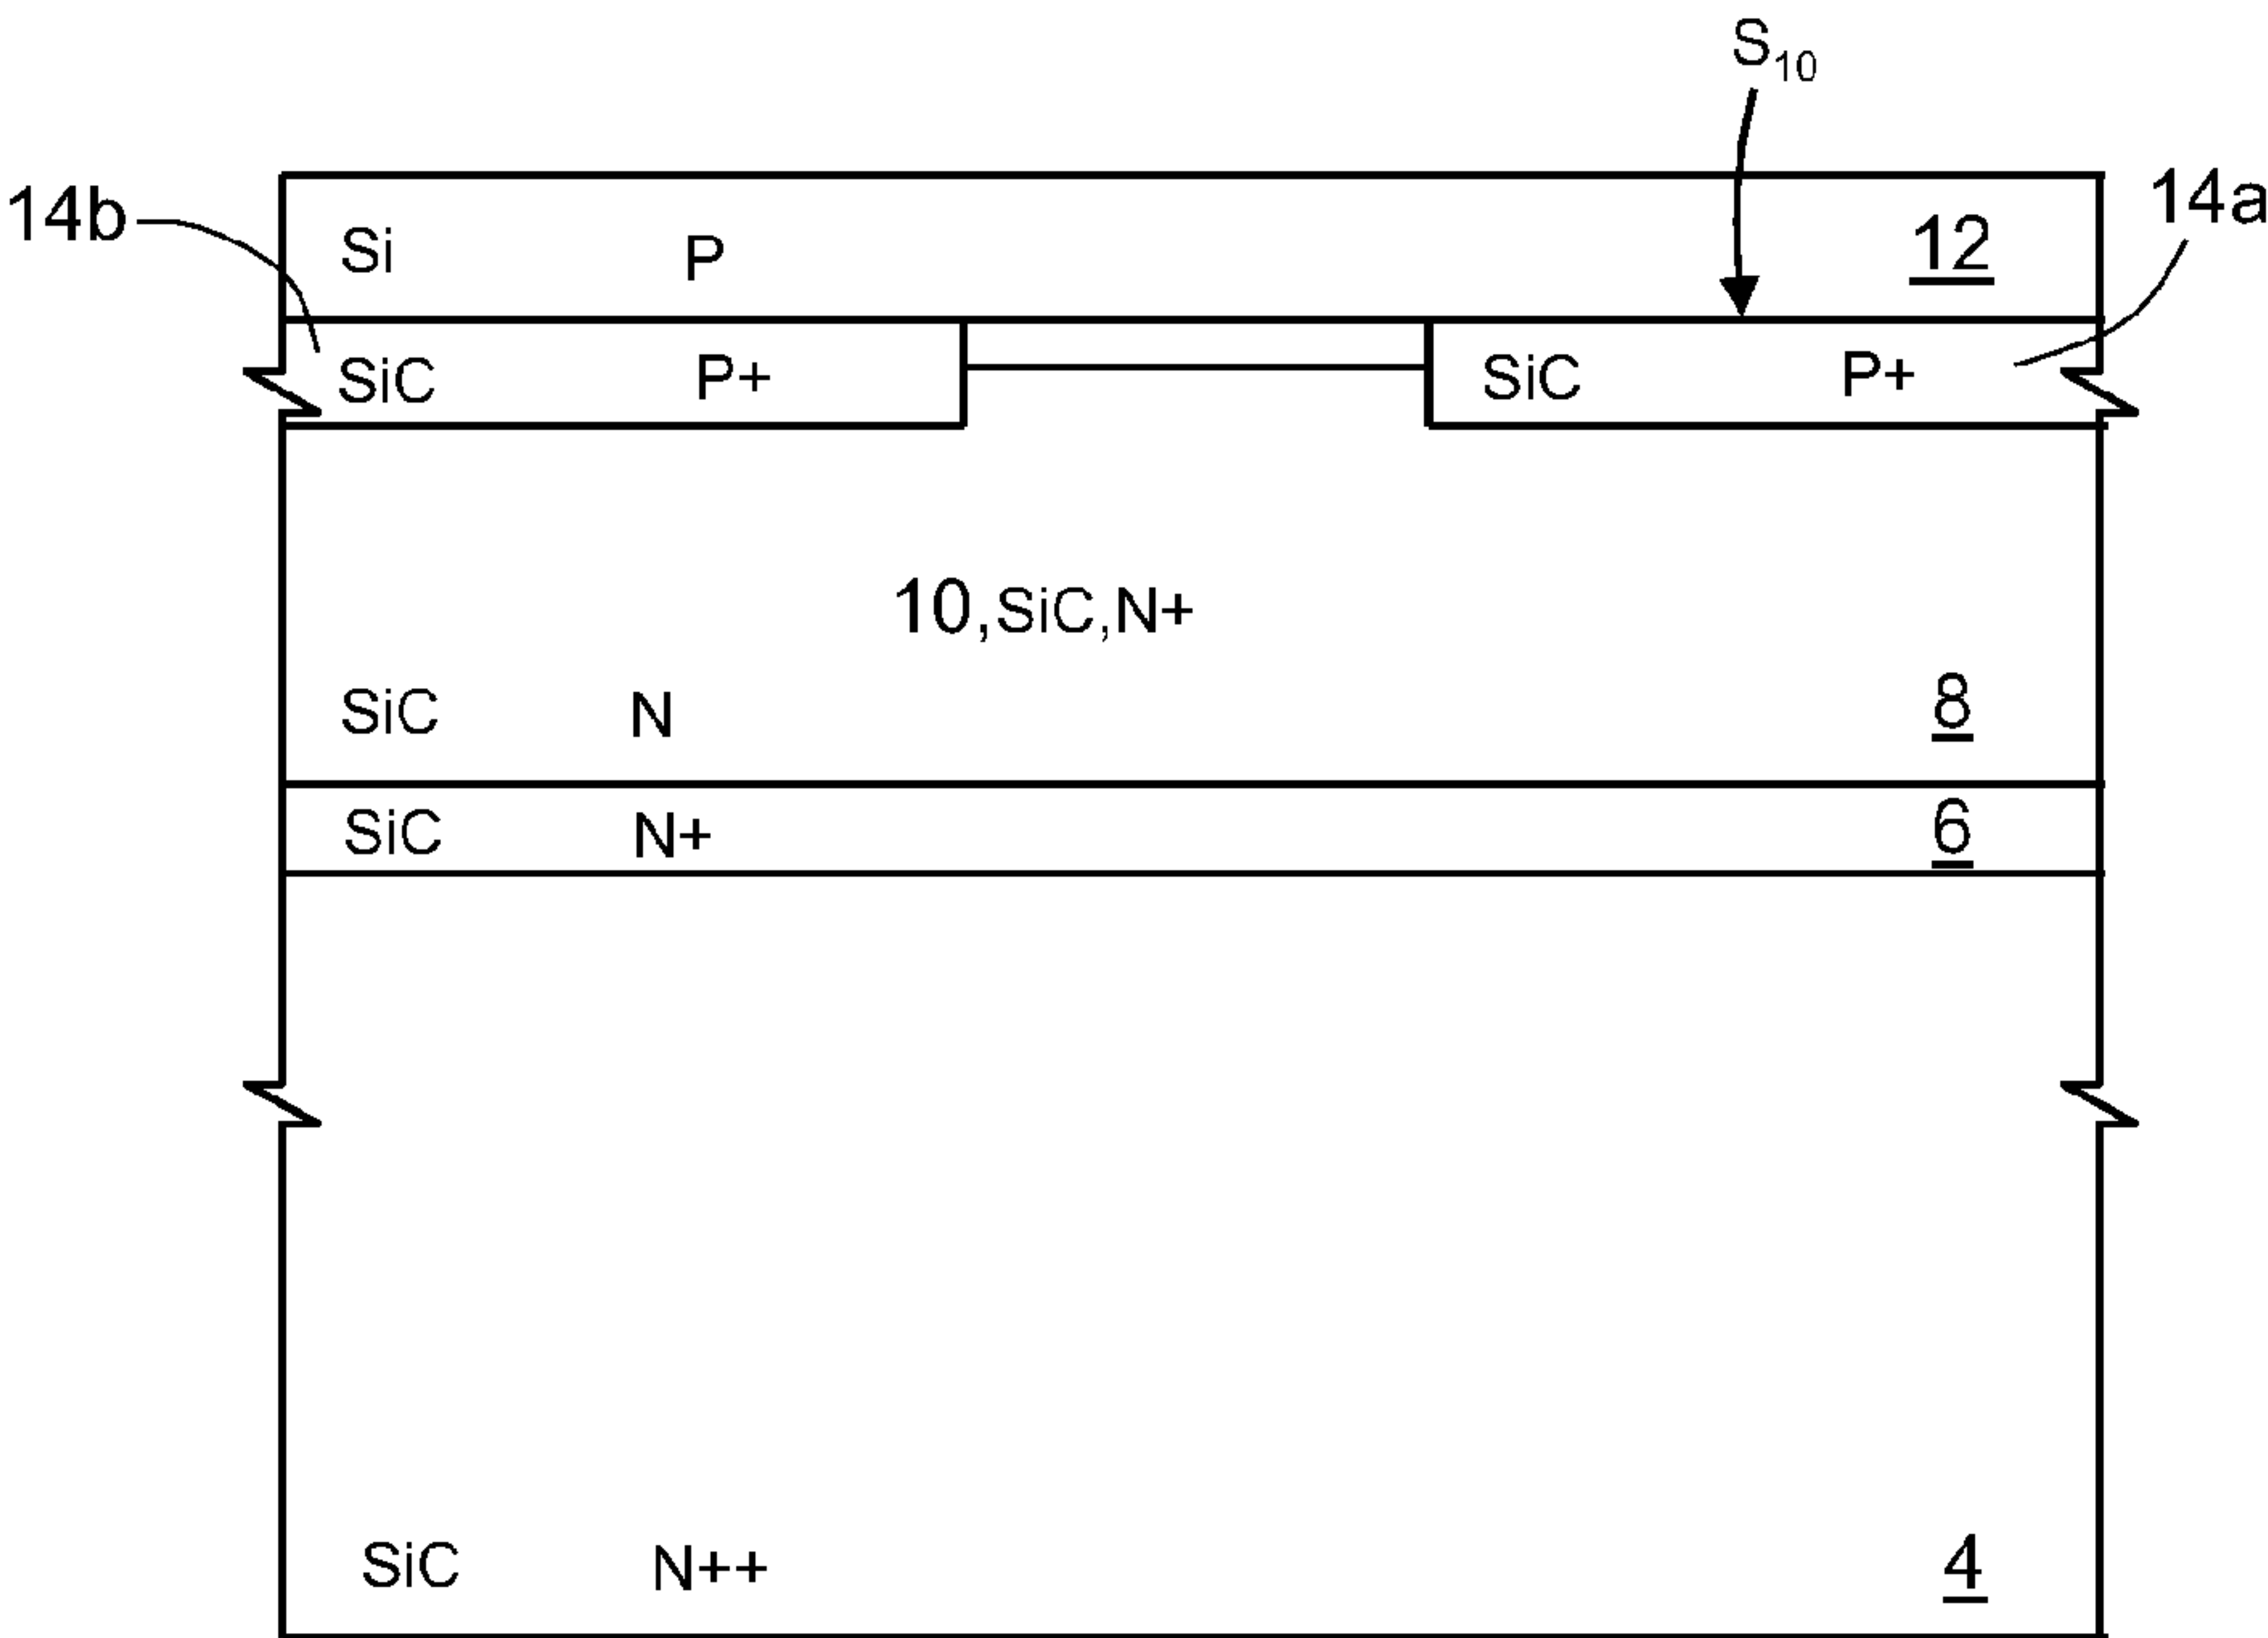 S10
14b
14a
Si P 12
SiC P+ SiC P+
10,SiC,N+
SiC N 8
SiC N+ 6
SiC N++ 4